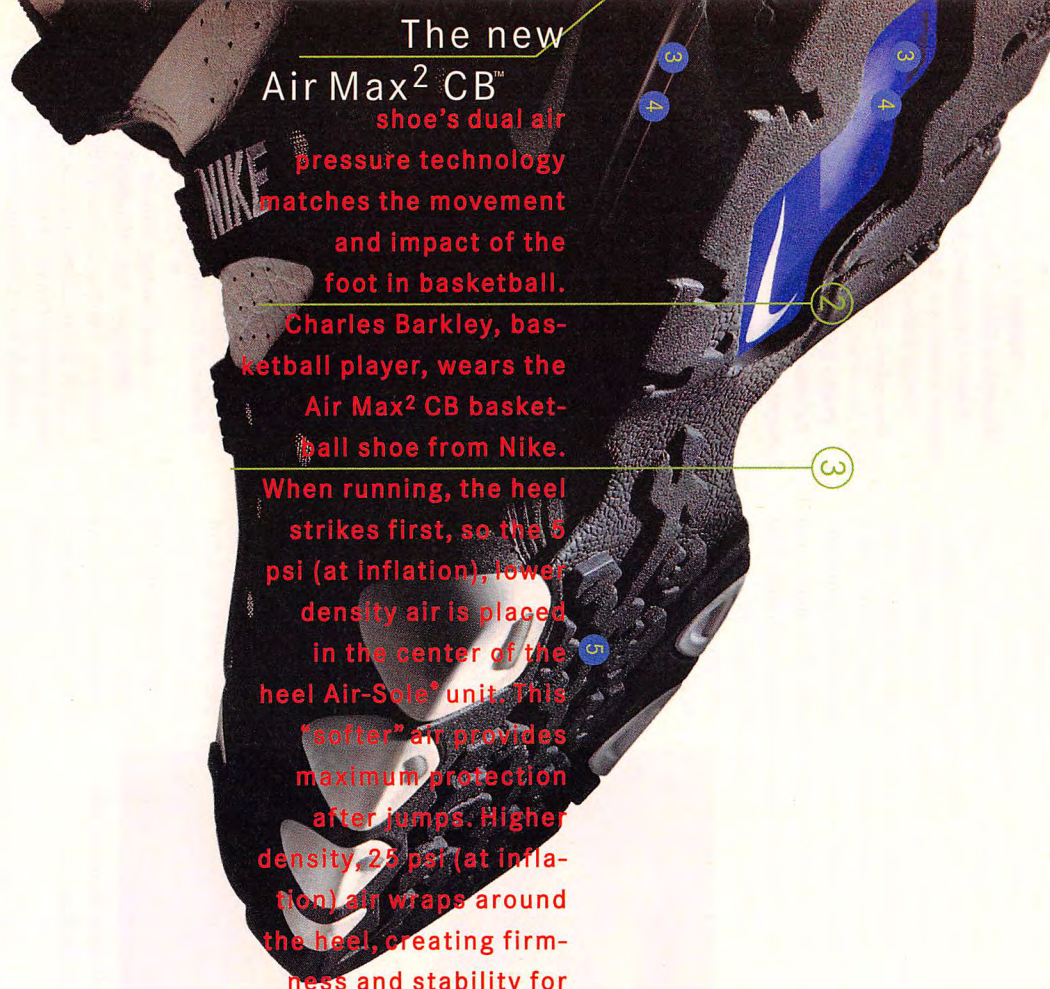 The new
Air Max² CB™
shoe's dual air
pressure technology
matches the movement
and impact of the
foot in basketball.
Charles Barkley, bas-
ketball player, wears the
Air Max² CB basket-
ball shoe from Nike.
When running, the heel
strikes first, so the 5
psi (at inflation), lower
density air is placed
in the center of the
heel Air-Sole® unit. This
"softer" air provides
maximum protection
after jumps. Higher
density, 25 psi (at infla-
tion) air wraps around
the heel, creating firm-
ness and stability for
NIKE
3
4
3
4
2
3
5